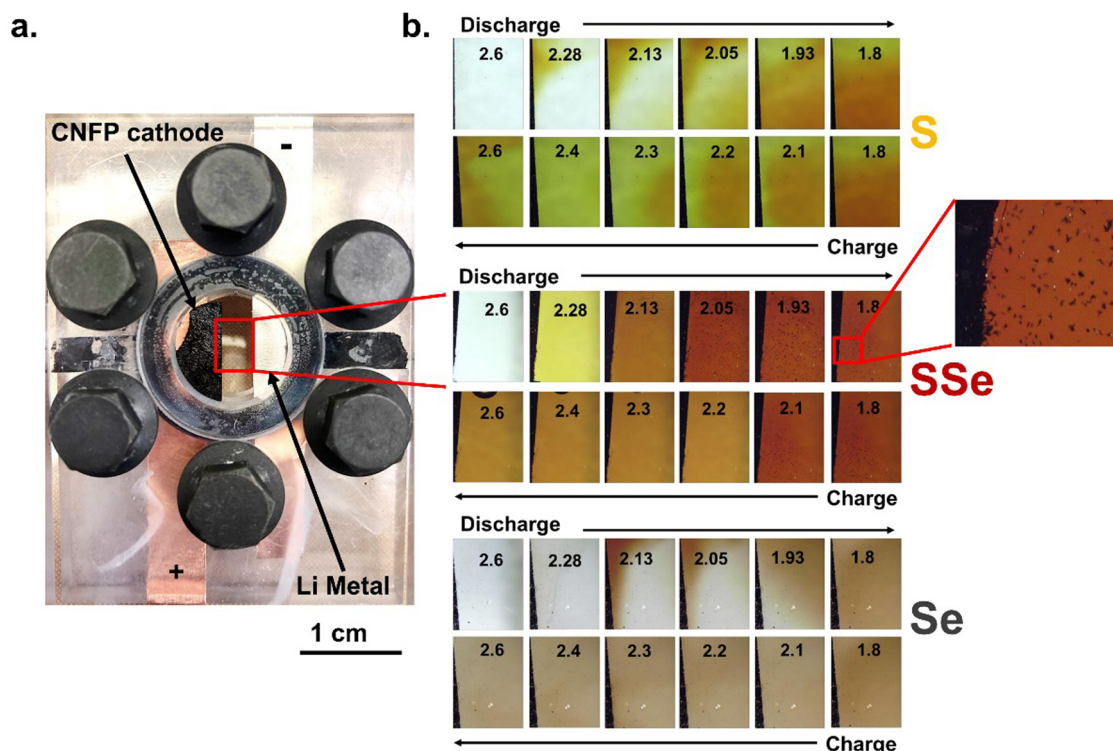 a.
CNFP cathode
-
+
Li Metal
1 cm
b.
Discharge
2.6 2.28 2.13 2.05 1.93 1.8
S
2.6 2.4 2.3 2.2 2.1 1.8
Charge
Discharge
2.6 2.28 2.13 2.05 1.93 1.8
SSe
2.6 2.4 2.3 2.2 2.1 1.8
Charge
Discharge
2.6 2.28 2.13 2.05 1.93 1.8
Se
2.6 2.4 2.3 2.2 2.1 1.8
Charge